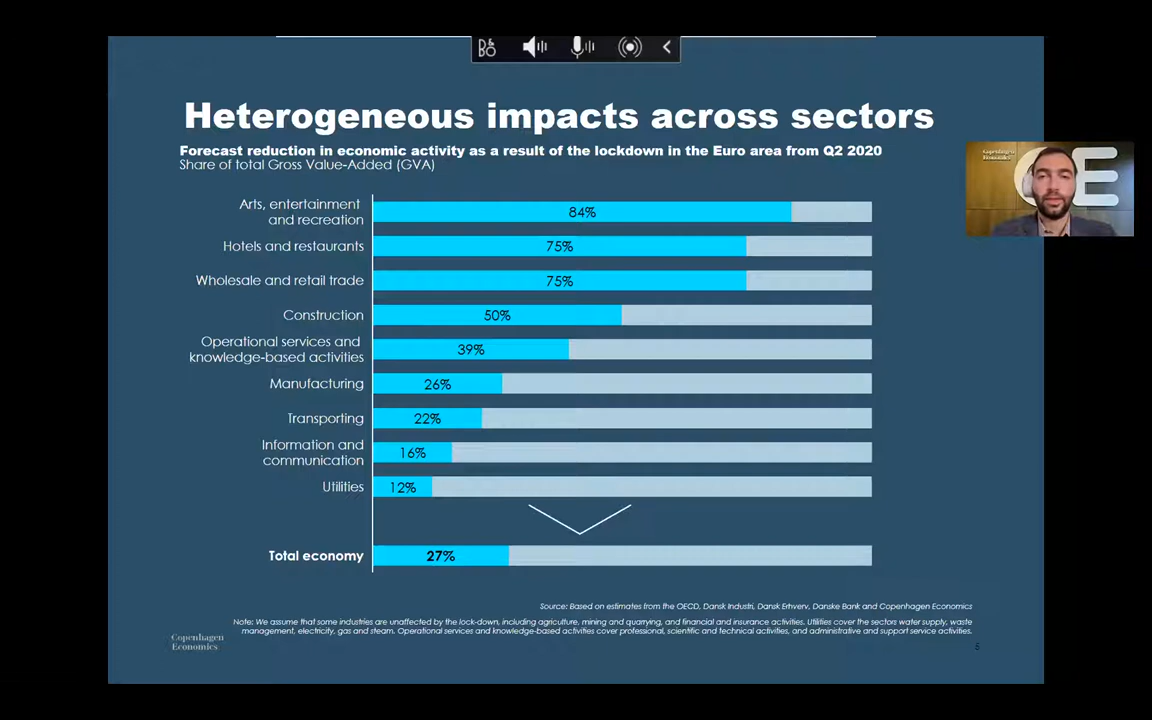 B&O
Heterogeneous impacts across sectors
Forecast reduction in economic activity as a result of the lockdown in the Euro area from Q2 2020
Share of total Gross Value-Added (GVA)
Arts, entertainment
and recreation
84%
Hotels and restaurants
75%
Wholesale and retail trade
75%
Construction
50%
Operational services and
knowledge-based activities
39%
Manufacturing
26%
Transporting
22%
Information and
communication
16%
Utilities
12%
Total economy
27%
Source: Based on estimates from the OECD, Dansk Industri, Dansk Erhverv, Danske Bank and Copenhagen Economics
Note: We assume that some industries are unaffected by the lock-down, including agriculture, mining and quarrying, and financial and insurance activities. Utilities cover the sectors water supply, waste
management, electricity, gas and steam. Operational services and knowledge-based activities cover professional, scientific and technical activities, and administrative and support service activities.
Copenhagen
Economics
5
Copenhagen
Economics
CE